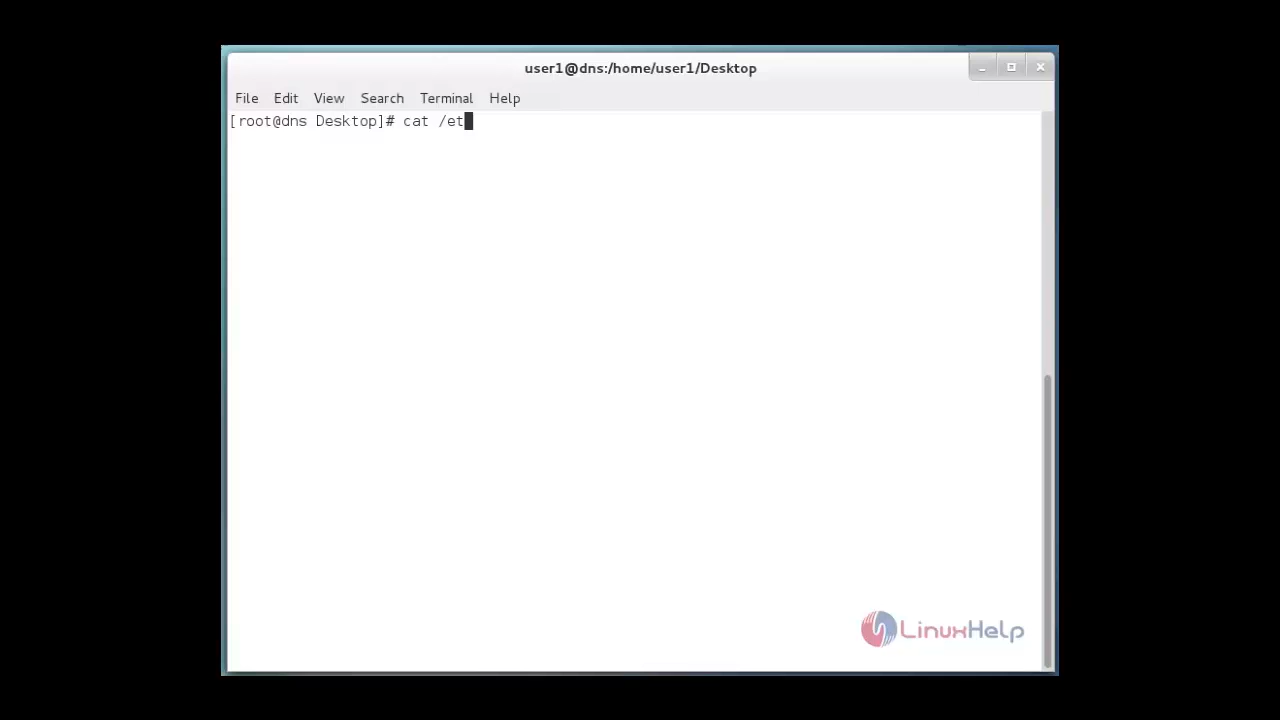 user1@dns:/home/user1/Desktop
File Edit View Search Terminal Help
[root@dns Desktop]# cat /et
LinuxHelp